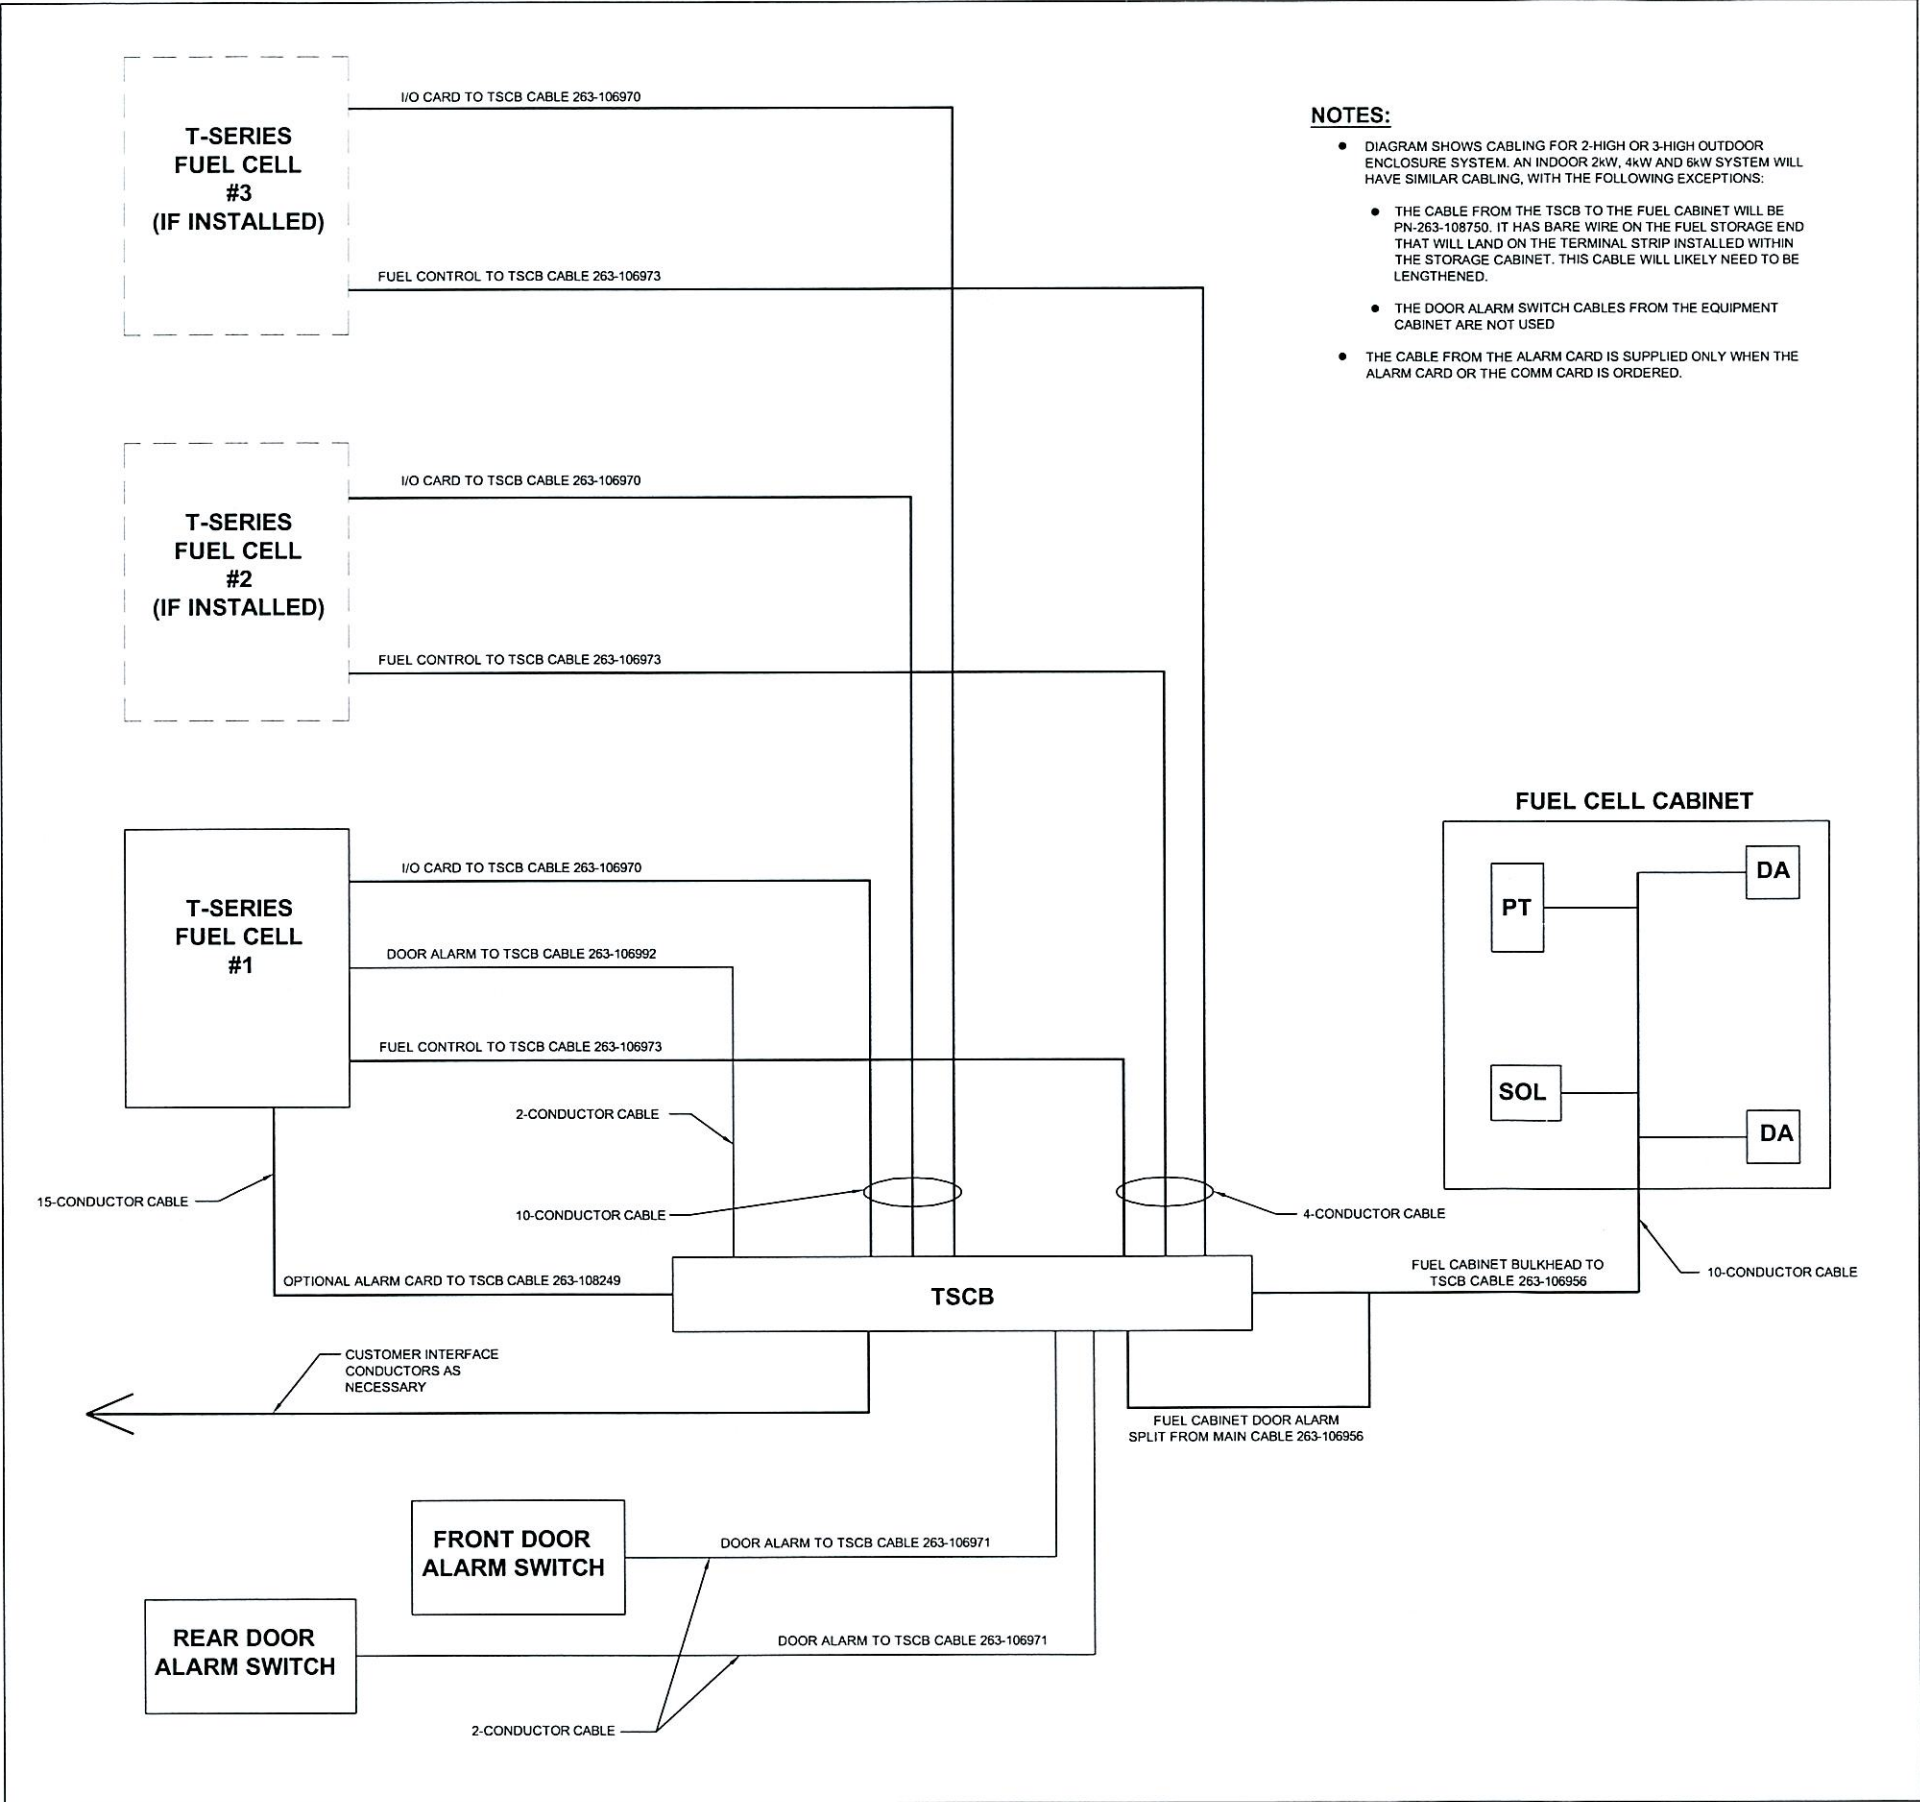 T-SERIES
FUEL CELL
#3
(IF INSTALLED)
I/O CARD TO TSCB CABLE 263-106970
FUEL CONTROL TO TSCB CABLE 263-106973
NOTES:
● DIAGRAM SHOWS CABLING FOR 2-HIGH OR 3-HIGH OUTDOOR
ENCLOSURE SYSTEM. AN INDOOR 2kW, 4kW AND 6kW SYSTEM WILL
HAVE SIMILAR CABLING, WITH THE FOLLOWING EXCEPTIONS:
● THE CABLE FROM THE TSCB TO THE FUEL CABINET WILL BE
PN-263-108750. IT HAS BARE WIRE ON THE FUEL STORAGE END
THAT WILL LAND ON THE TERMINAL STRIP INSTALLED WITHIN
THE STORAGE CABINET. THIS CABLE WILL LIKELY NEED TO BE
LENGTHENED.
● THE DOOR ALARM SWITCH CABLES FROM THE EQUIPMENT
CABINET ARE NOT USED
● THE CABLE FROM THE ALARM CARD IS SUPPLIED ONLY WHEN THE
ALARM CARD OR THE COMM CARD IS ORDERED.
T-SERIES
FUEL CELL
#2
(IF INSTALLED)
I/O CARD TO TSCB CABLE 263-106970
FUEL CONTROL TO TSCB CABLE 263-106973
T-SERIES
FUEL CELL
#1
I/O CARD TO TSCB CABLE 263-106970
DOOR ALARM TO TSCB CABLE 263-106992
FUEL CONTROL TO TSCB CABLE 263-106973
2-CONDUCTOR CABLE
15-CONDUCTOR CABLE
10-CONDUCTOR CABLE
4-CONDUCTOR CABLE
FUEL CELL CABINET
PT
DA
SOL
DA
OPTIONAL ALARM CARD TO TSCB CABLE 263-108249
TSCB
FUEL CABINET BULKHEAD TO
TSCB CABLE 263-106956
10-CONDUCTOR CABLE
CUSTOMER INTERFACE
CONDUCTORS AS
NECESSARY
FUEL CABINET DOOR ALARM
SPLIT FROM MAIN CABLE 263-106956
FRONT DOOR
ALARM SWITCH
DOOR ALARM TO TSCB CABLE 263-106971
REAR DOOR
ALARM SWITCH
DOOR ALARM TO TSCB CABLE 263-106971
2-CONDUCTOR CABLE